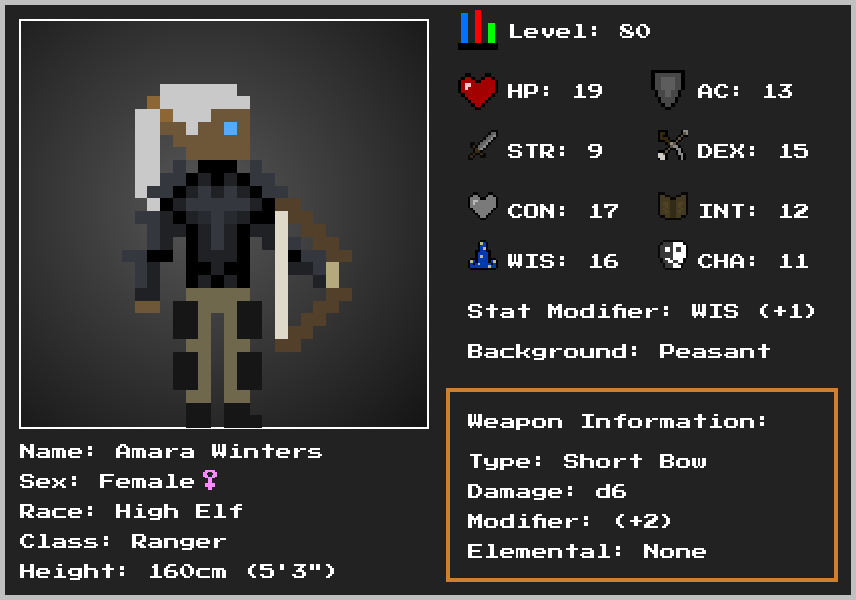 Level: 80
HP: 19 AC: 13
STR: 9 DEX: 15
CON: 17 INT: 12
WIS: 16 CHA: 11
Stat Modifier: WIS (+1)
Background: Peasant
Weapon Information:
Type: Short Bow
Damage: d6
Modifier: (+2)
Elemental: None
Name: Amara Winters
Sex: Female♀
Race: High Elf
Class: Ranger
Height: 160cm (5'3")